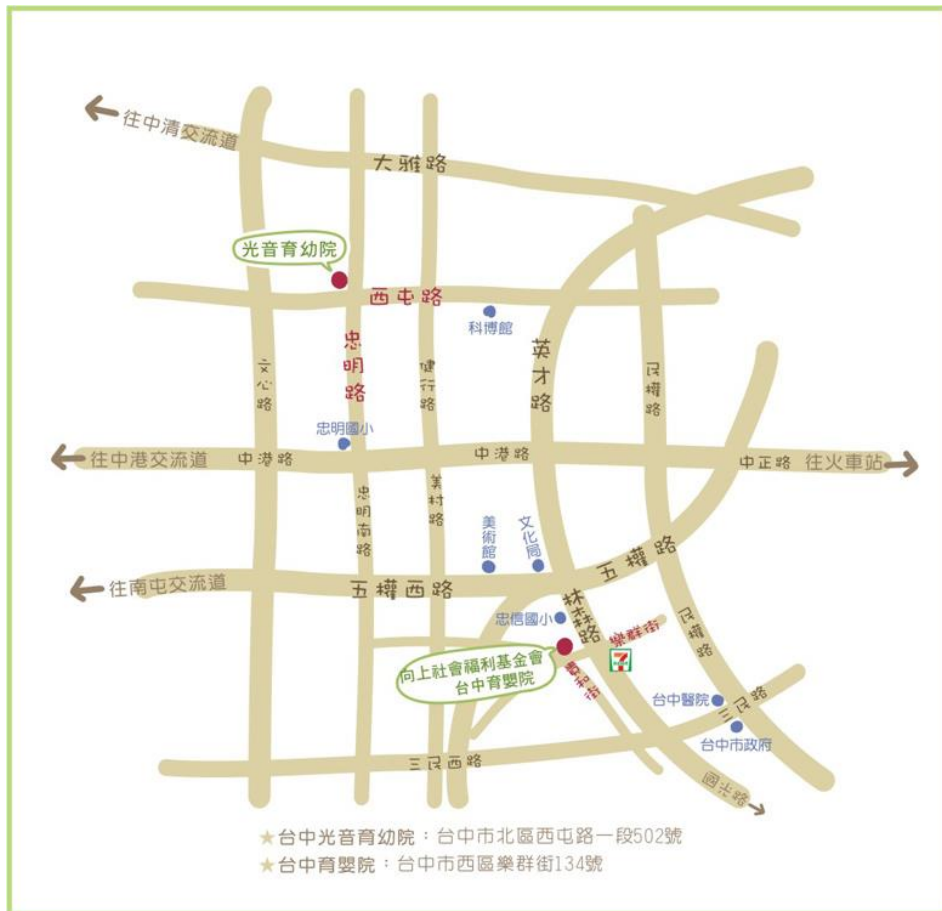 往中清交流道
大雅路
光音育幼院
西屯路
科博館
文心路
忠明路
健行路
英才路
民權路
忠明國小
往中港交流道
中港路
中港路
中正路
往火車站
忠明南路
美村路
美術館
文化局
五權路
往南屯交流道
五權西路
忠信國小
林森路
樂群街
民權路
7
向上社會福利基金會
台中育嬰院
貴和街
台中醫院
三民路
台中市政府
三民西路
國光路
★台中光音育幼院：台中市北區西屯路一段502號
★台中育嬰院：台中市西區樂群街134號